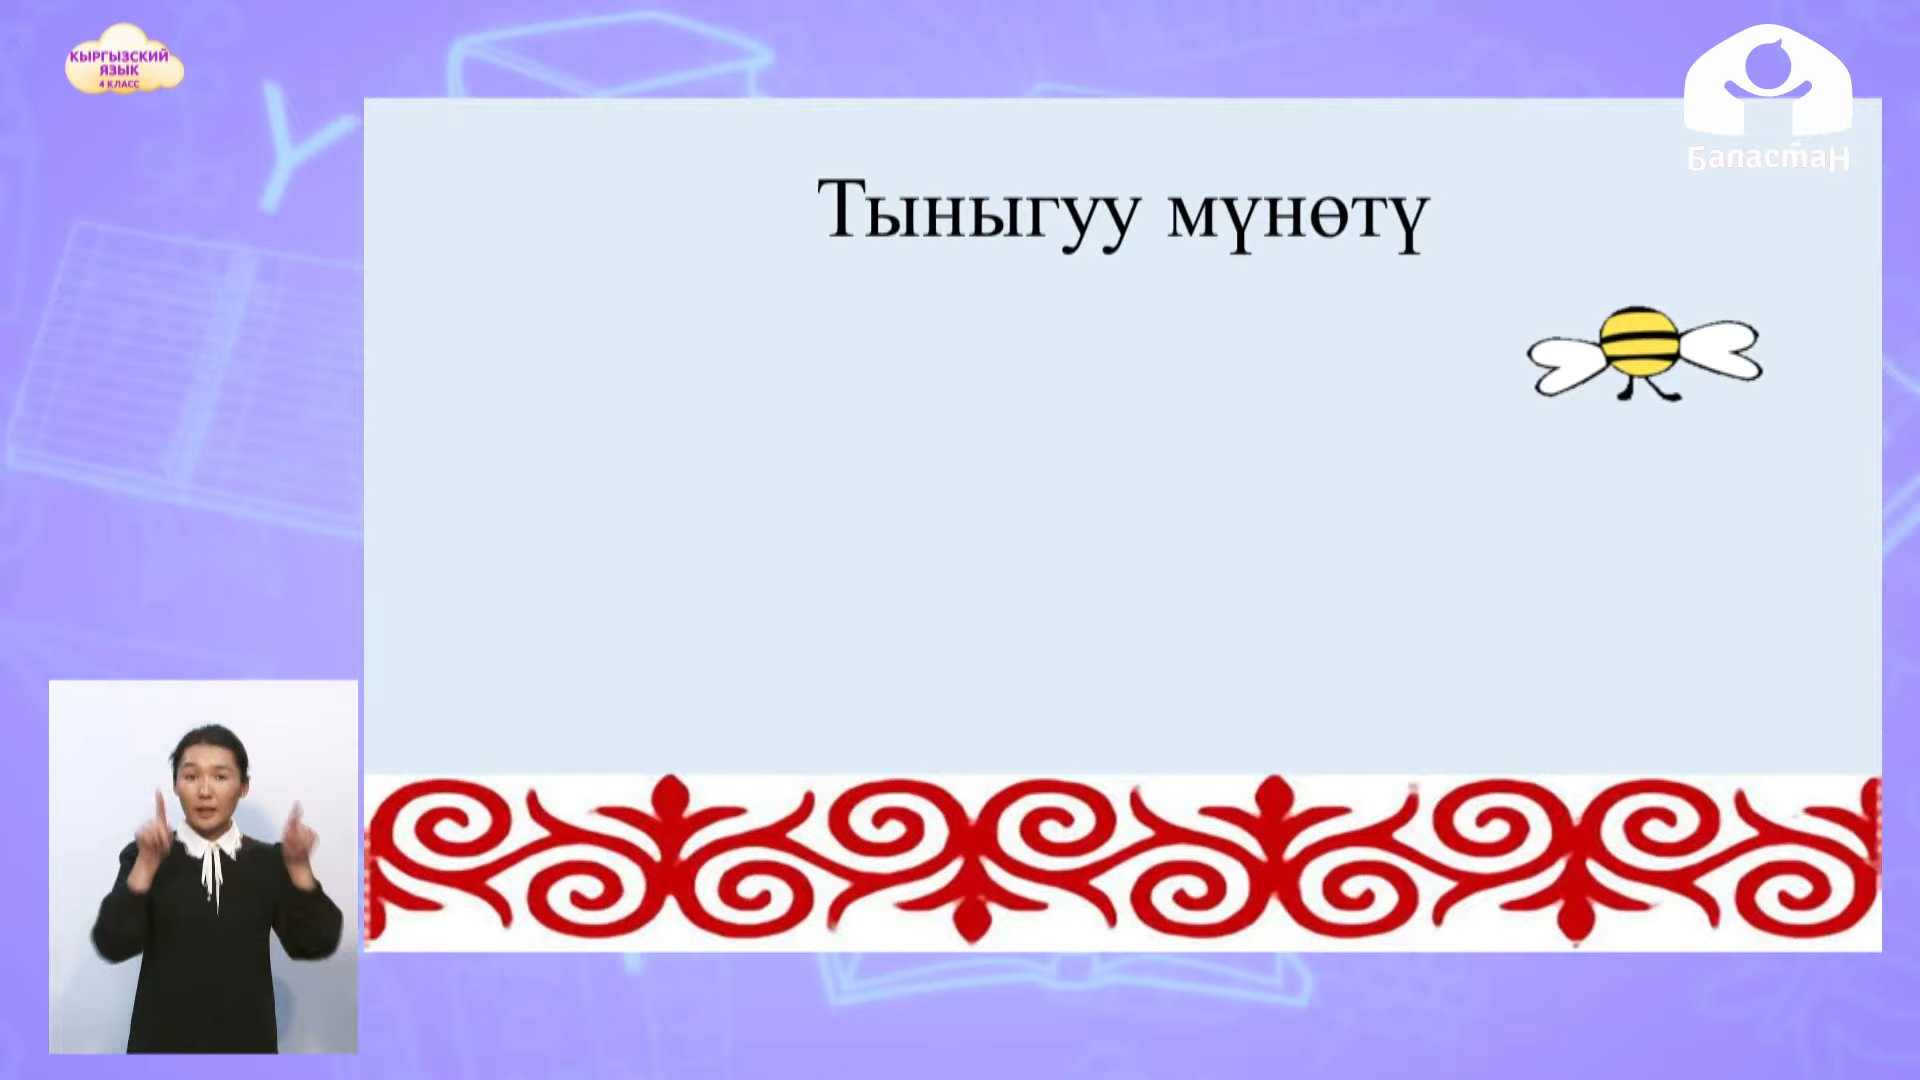 КЫРГЫЗСКИЙ
ЯЗЫК
4 КЛАСС
Баластан
Тыныгуу мүнөтү